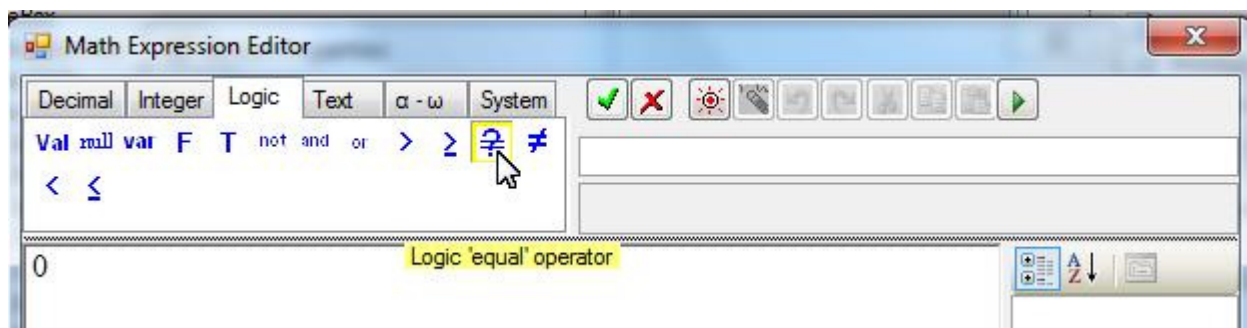 Math Expression Editor
Decimal Integer Logic Text α - ω System
Val null var F T not and or > ≥ ≟ ≠
< ≤
Logic 'equal' operator
0
A
Z